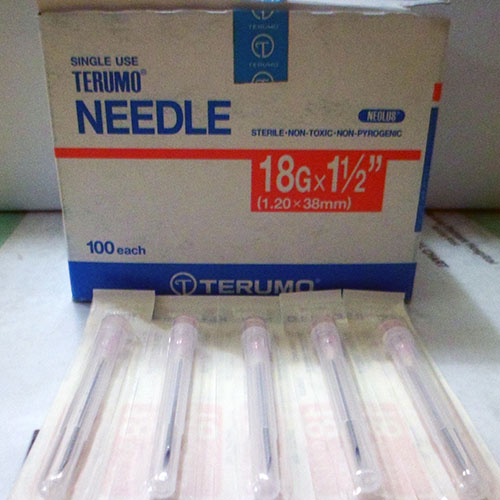 SINGLE USE
TERUMO®
NEEDLE
NEOLUS®
STERILE·NON-TOXIC·NON-PYROGENIC
18G×1½"
(1.20×38mm)
100 each
TERUMO®